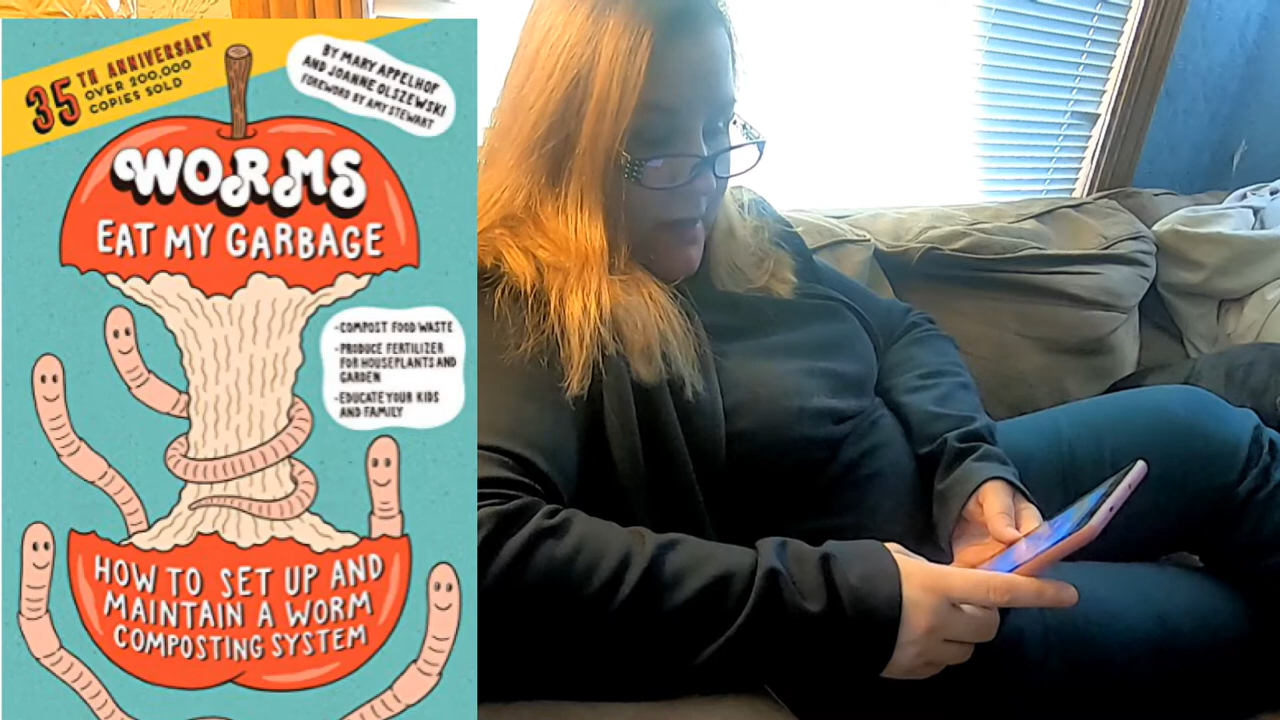 35TH ANNIVERSARY
OVER 200,000
COPIES SOLD
BY MARY APPELHOF
AND JOANNE OLSZEWSKI
FOREWORD BY AMY STEWART
WORMS
EAT MY GARBAGE
-COMPOST FOOD WASTE
-PRODUCE FERTILIZER
FOR HOUSEPLANTS AND
GARDEN
-EDUCATE YOUR KIDS
AND FAMILY
HOW TO SET UP AND
MAINTAIN A WORM
COMPOSTING SYSTEM